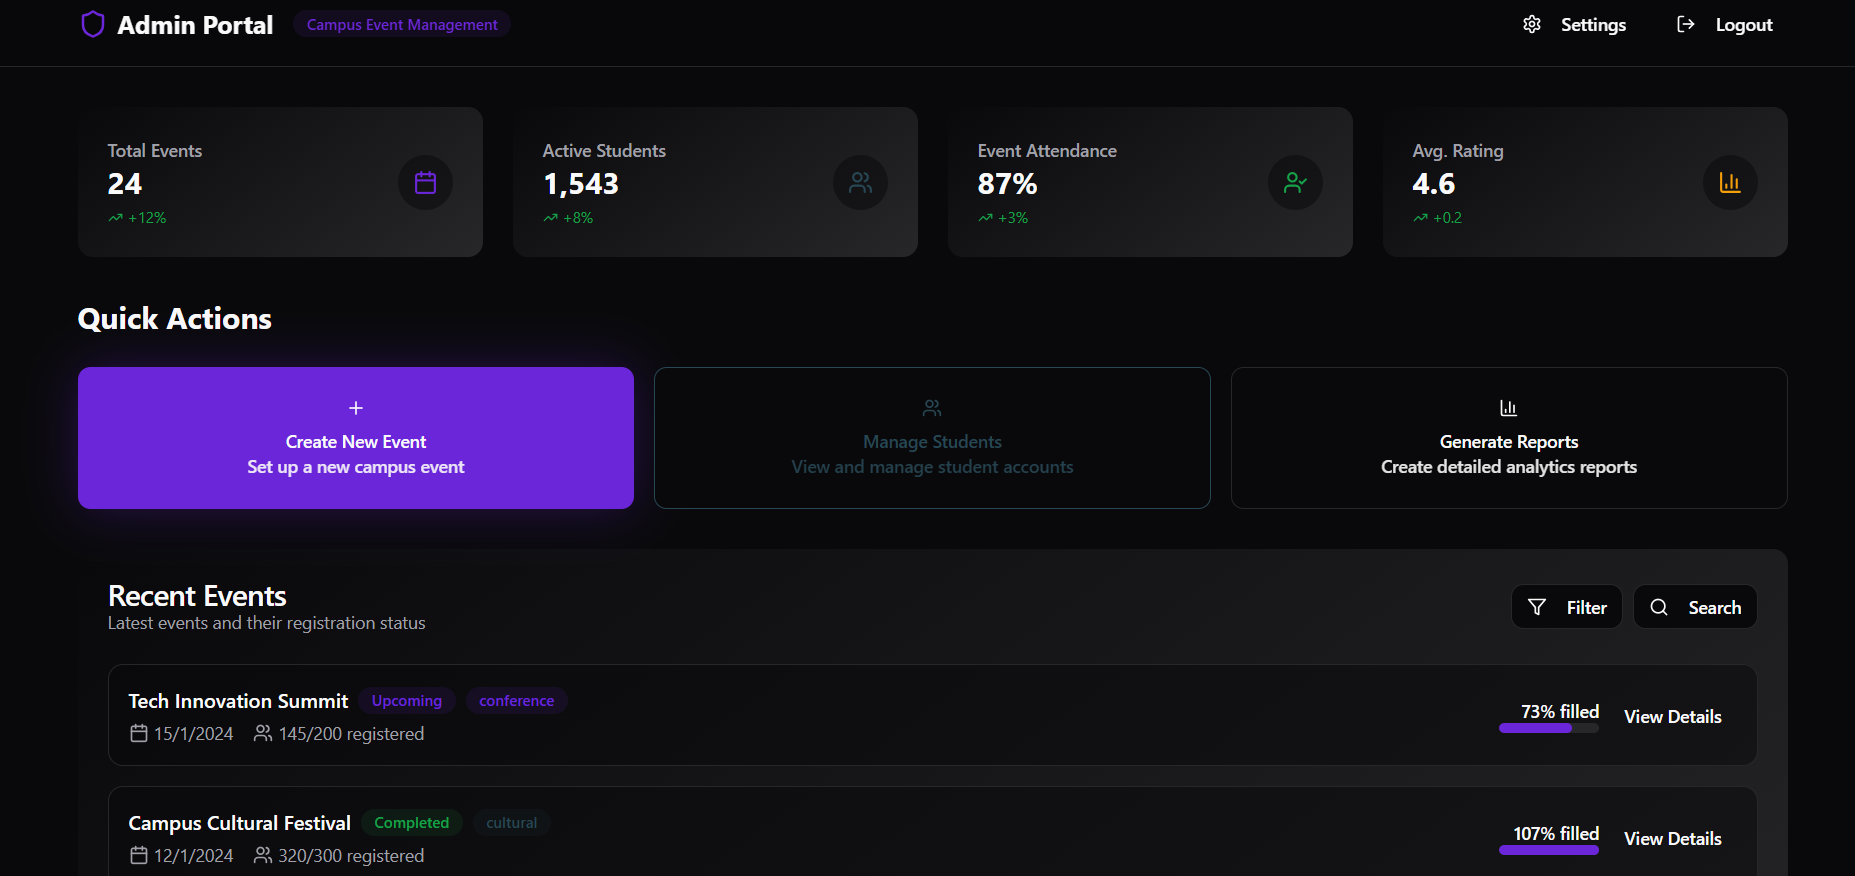 Admin Portal
Campus Event Management
Settings
Logout
Total Events
24
+12%
Active Students
1,543
+8%
Event Attendance
87%
+3%
Avg. Rating
4.6
+0.2
Quick Actions
Create New Event
Set up a new campus event
Manage Students
View and manage student accounts
Generate Reports
Create detailed analytics reports
Recent Events
Latest events and their registration status
Filter
Search
Tech Innovation Summit
Upcoming
conference
15/1/2024
145/200 registered
73% filled
View Details
Campus Cultural Festival
Completed
cultural
12/1/2024
320/300 registered
107% filled
View Details